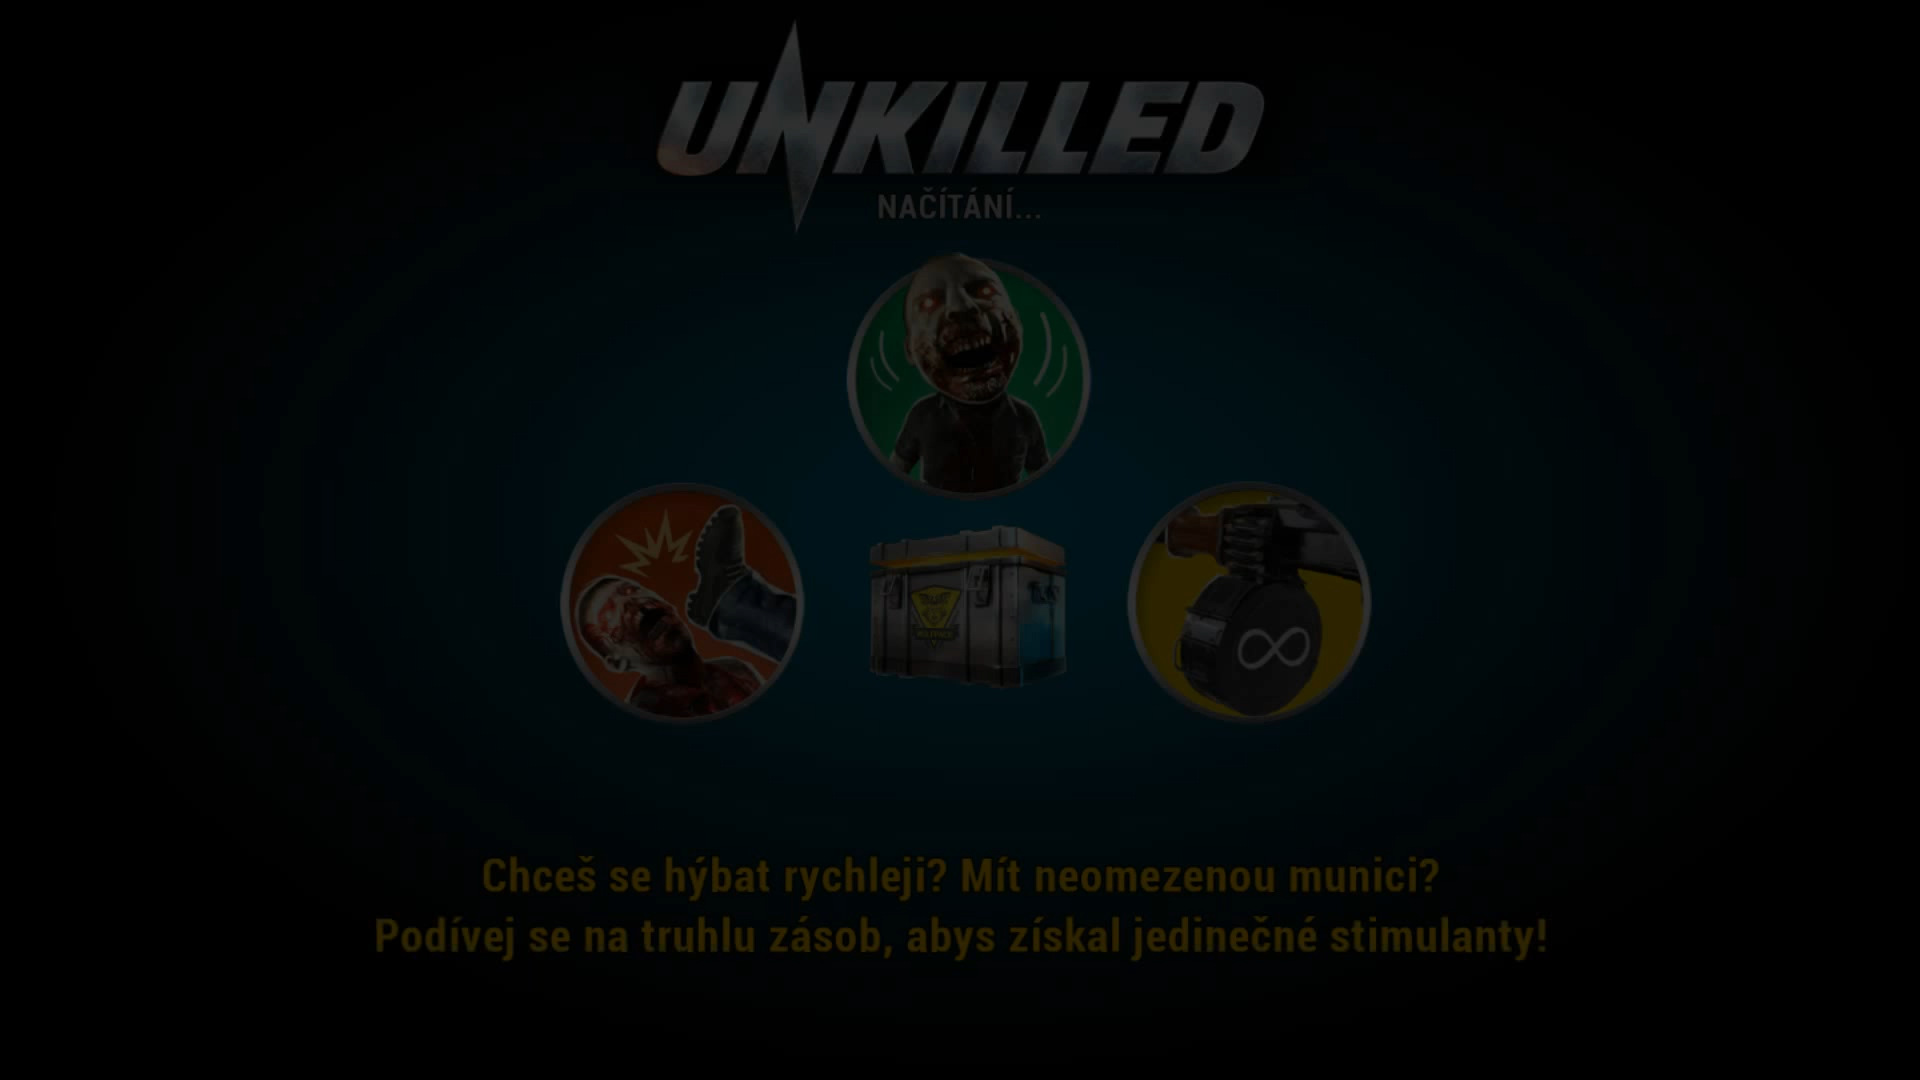 UNKILLED
NAČÍTÁNÍ...
Chceš se hýbat rychleji? Mít neomezenou munici?
Podívej se na truhlu zásob, abys získal jedinečné stimulanty!